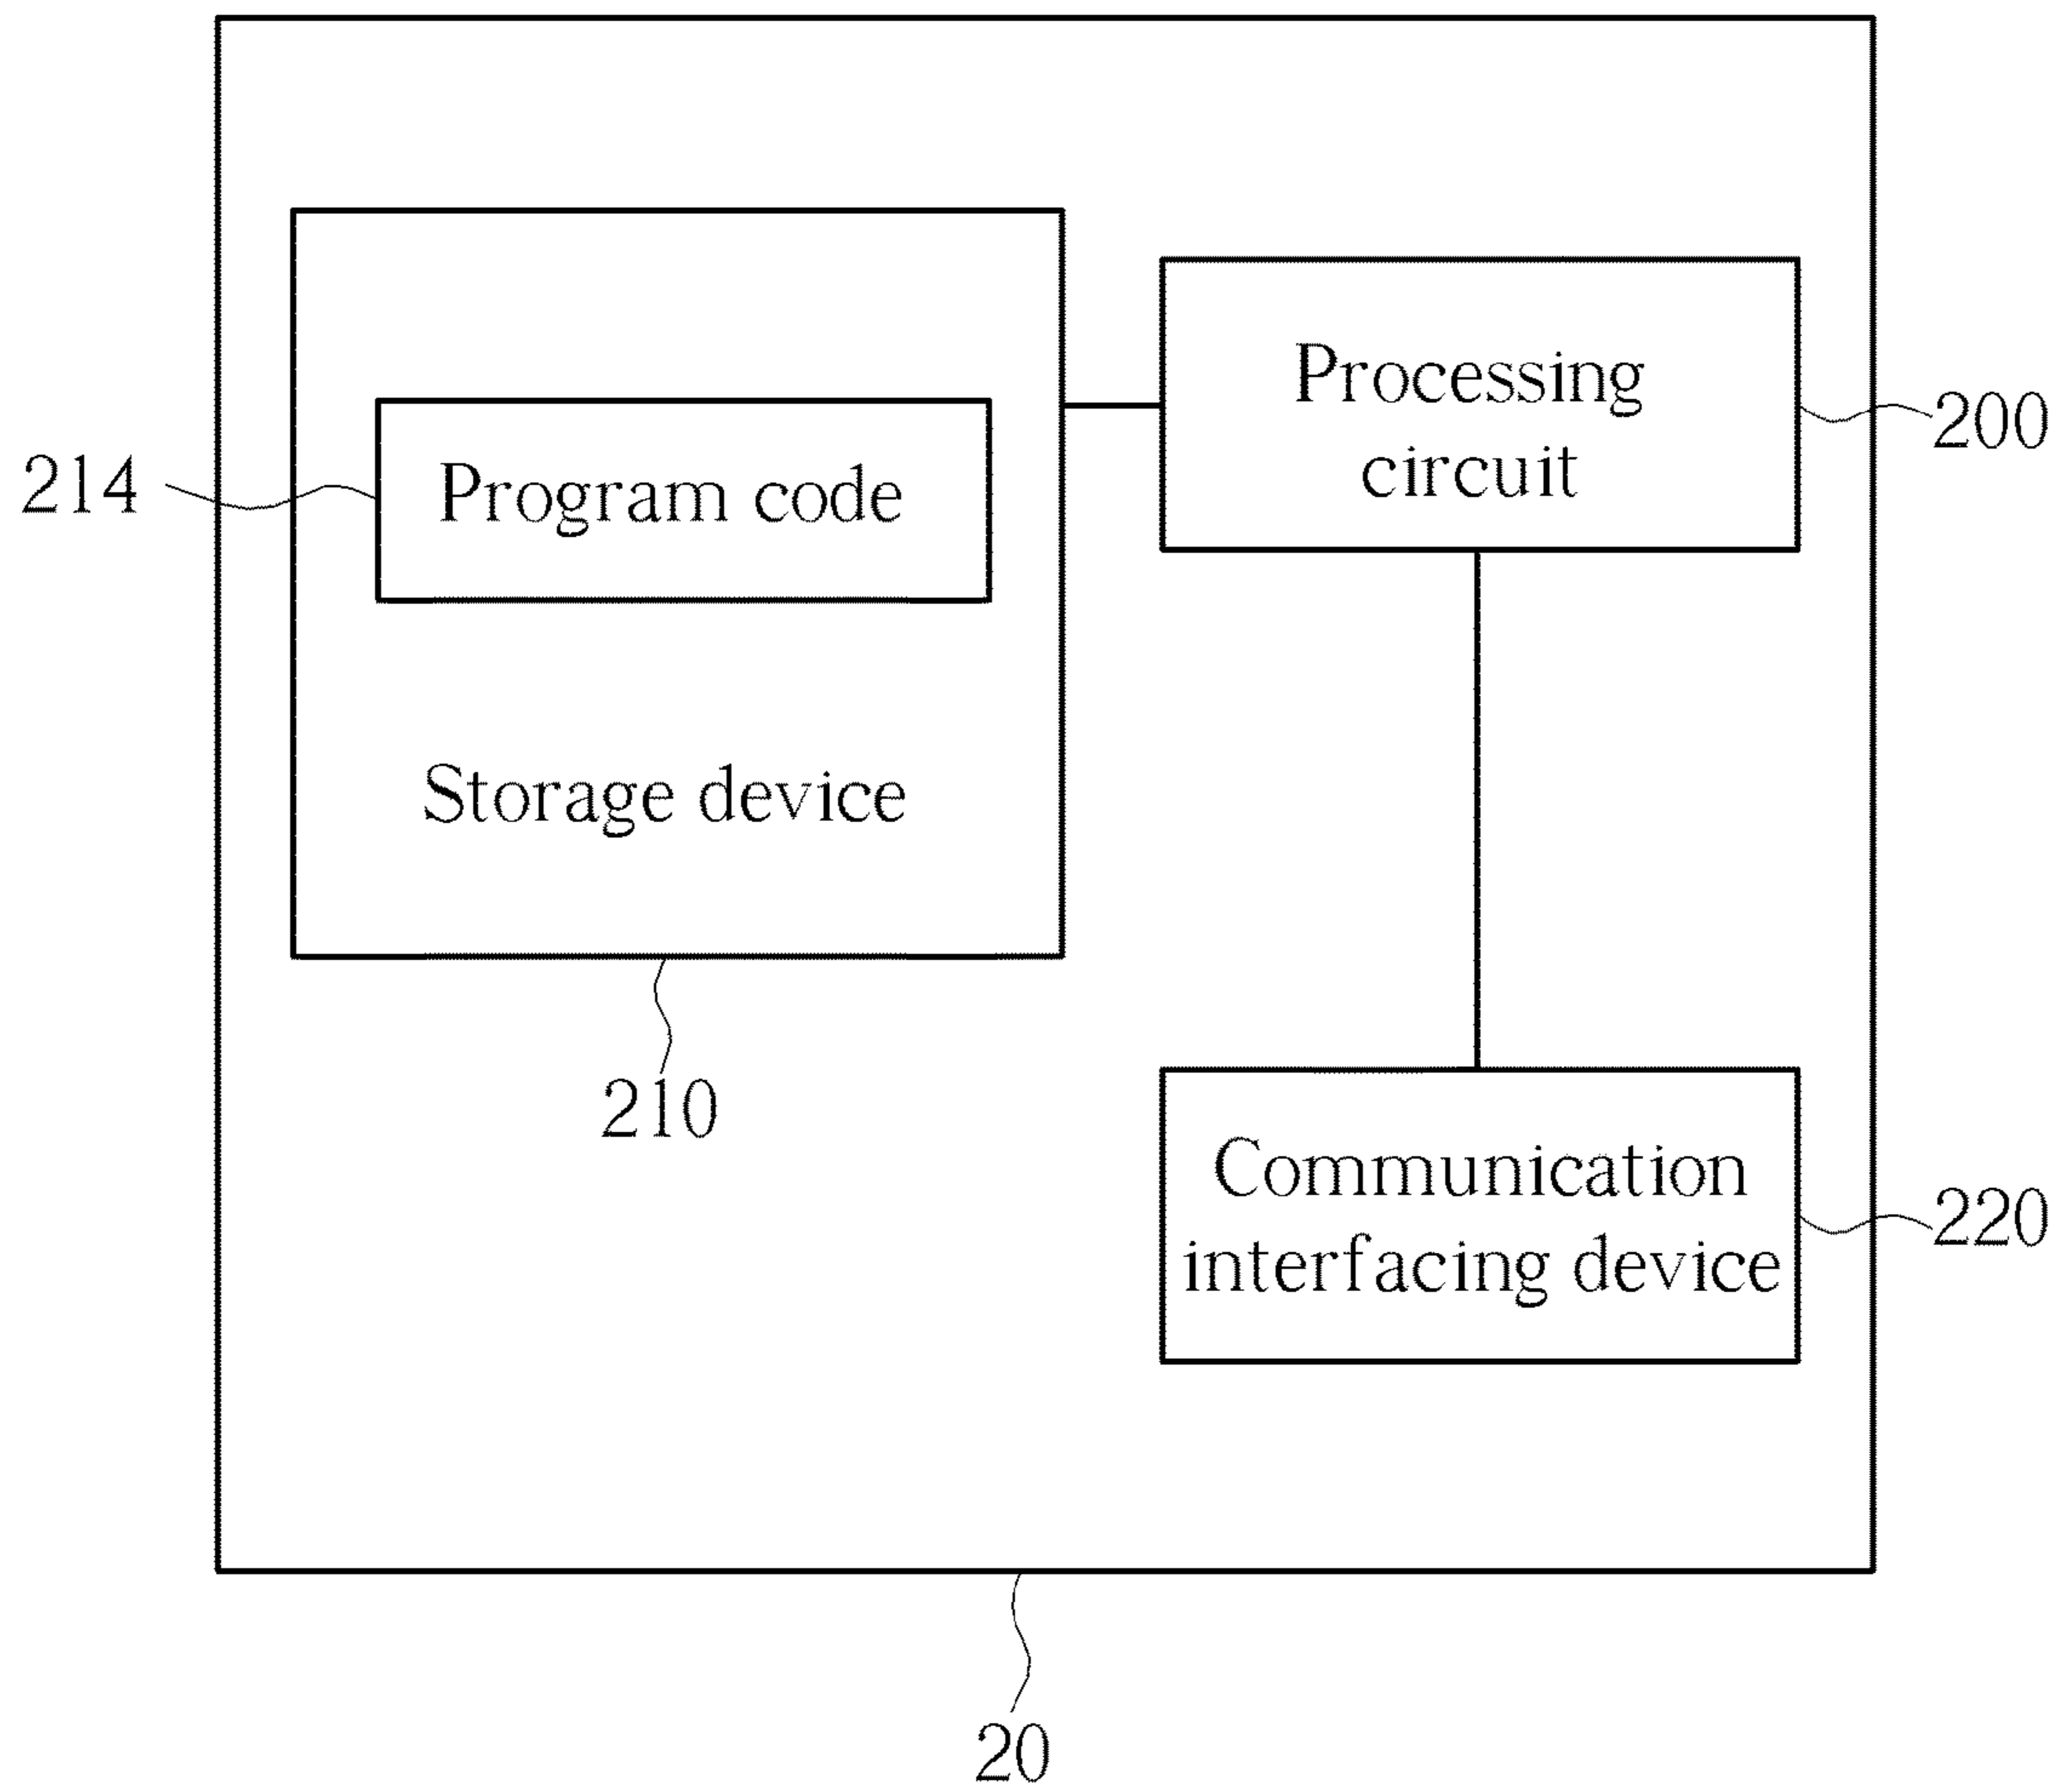 Processing
circuit
200
214
Program code
Storage device
210
Communication
interfacing device
220
20